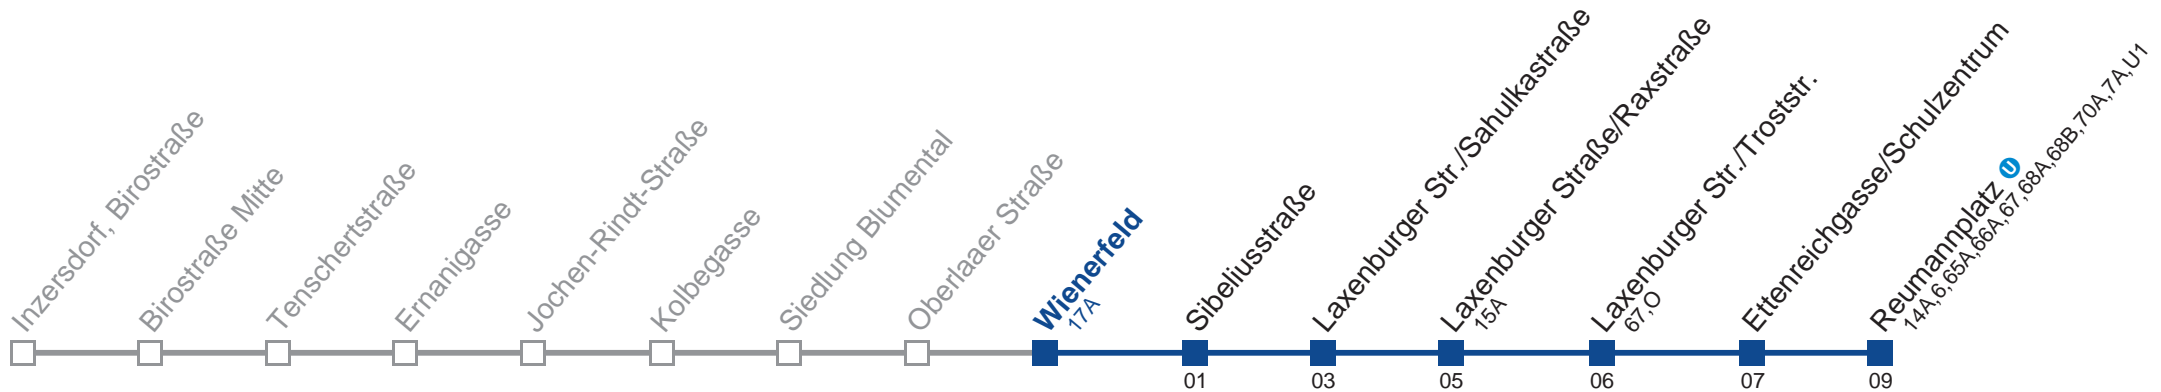 Inzersdorf, Birostraße
Birostraße Mitte
Tenschertstraße
Ernanigasse
Jochen-Rindt-Straße
Kolbegasse
Siedlung Blumental
Oberlaaer Straße
Wienerfeld
17A
Sibeliusstraße
01
Laxenburger Str./Sahulkastraße
03
Laxenburger Straße/Raxstraße
15A
05
Laxenburger Str./Troststr.
67,O
06
Ettenreichgasse/Schulzentrum
07
Reumannplatz U
14A,6,65A,66A,67,68A,68B,70A,7A,U1
09